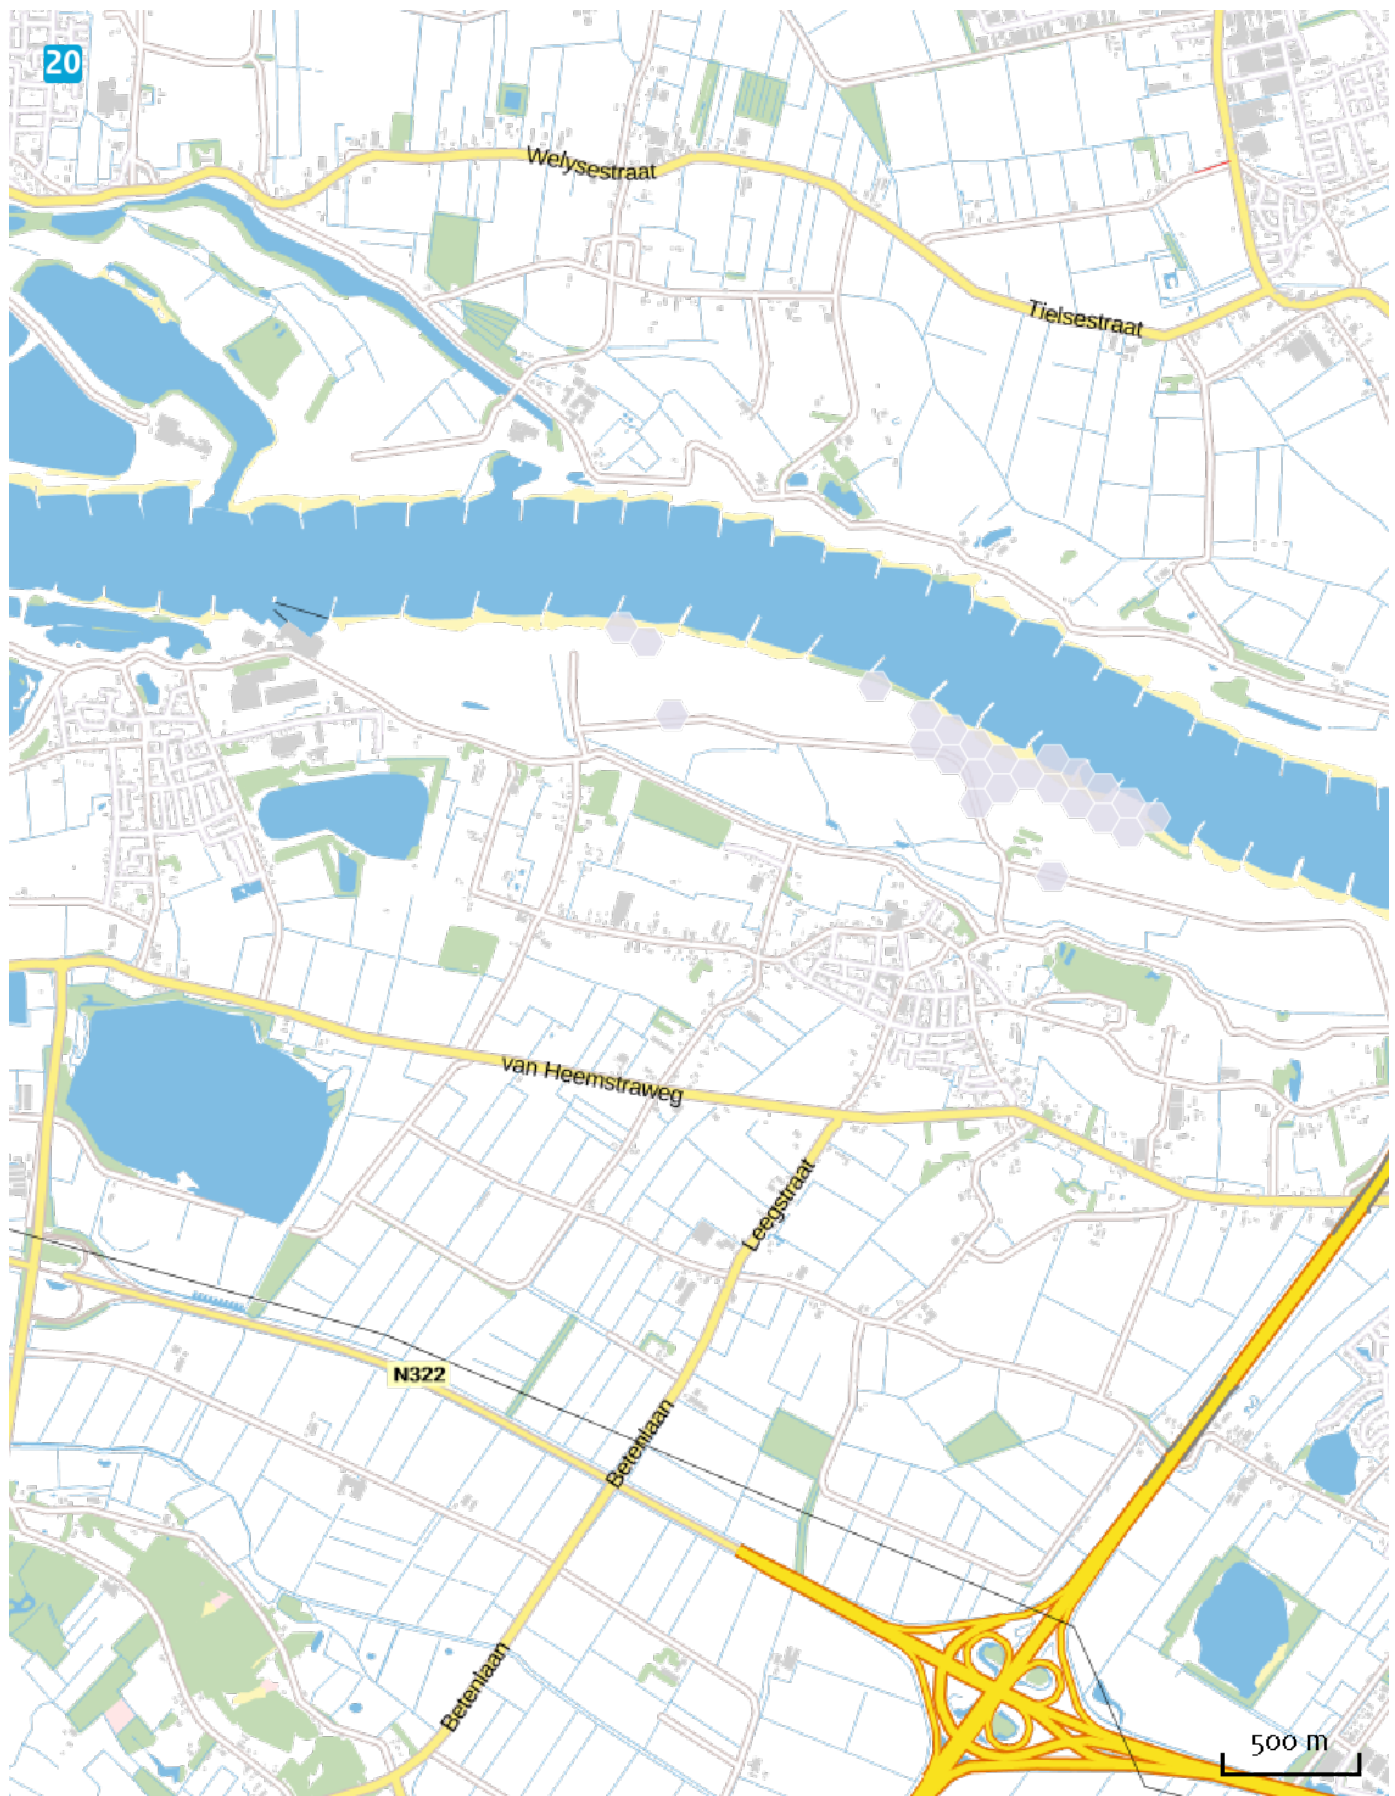 20
Welysestraat
Tielsestraat
van Heemstraweg
Leegstraat
N322
Betenlaan
Betenlaan
500 m